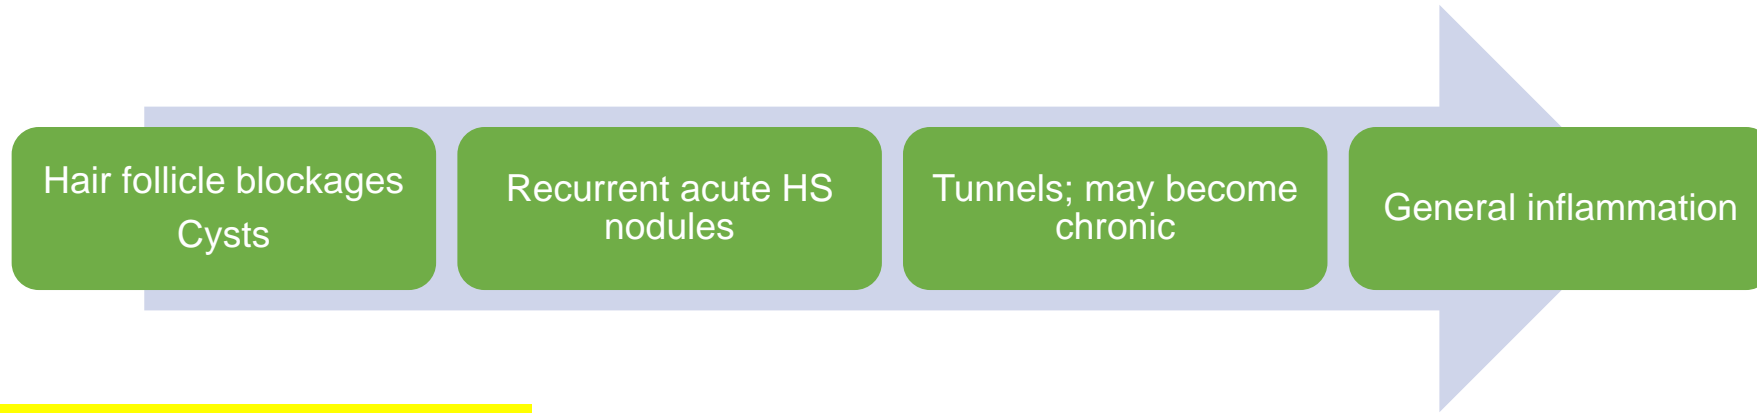 Hair follicle blockages
Cysts
Recurrent acute HS
nodules
Tunnels; may become
chronic
General inflammation